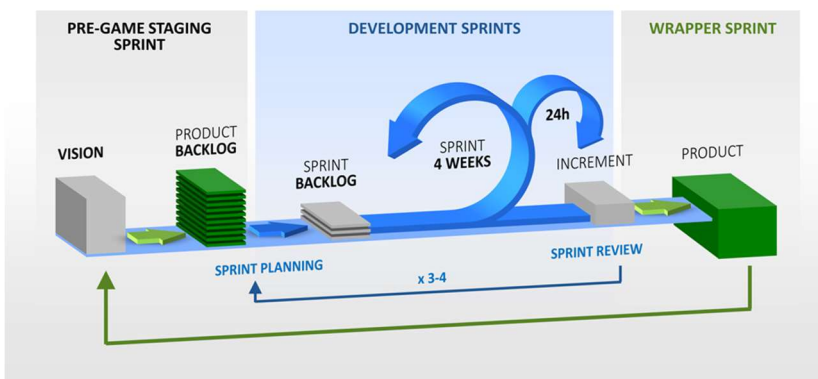 PRE-GAME STAGING
SPRINT
DEVELOPMENT SPRINTS
WRAPPER SPRINT
VISION
PRODUCT
BACKLOG
SPRINT
BACKLOG
SPRINT
4 WEEKS
24h
INCREMENT
PRODUCT
SPRINT PLANNING
x 3-4
SPRINT REVIEW